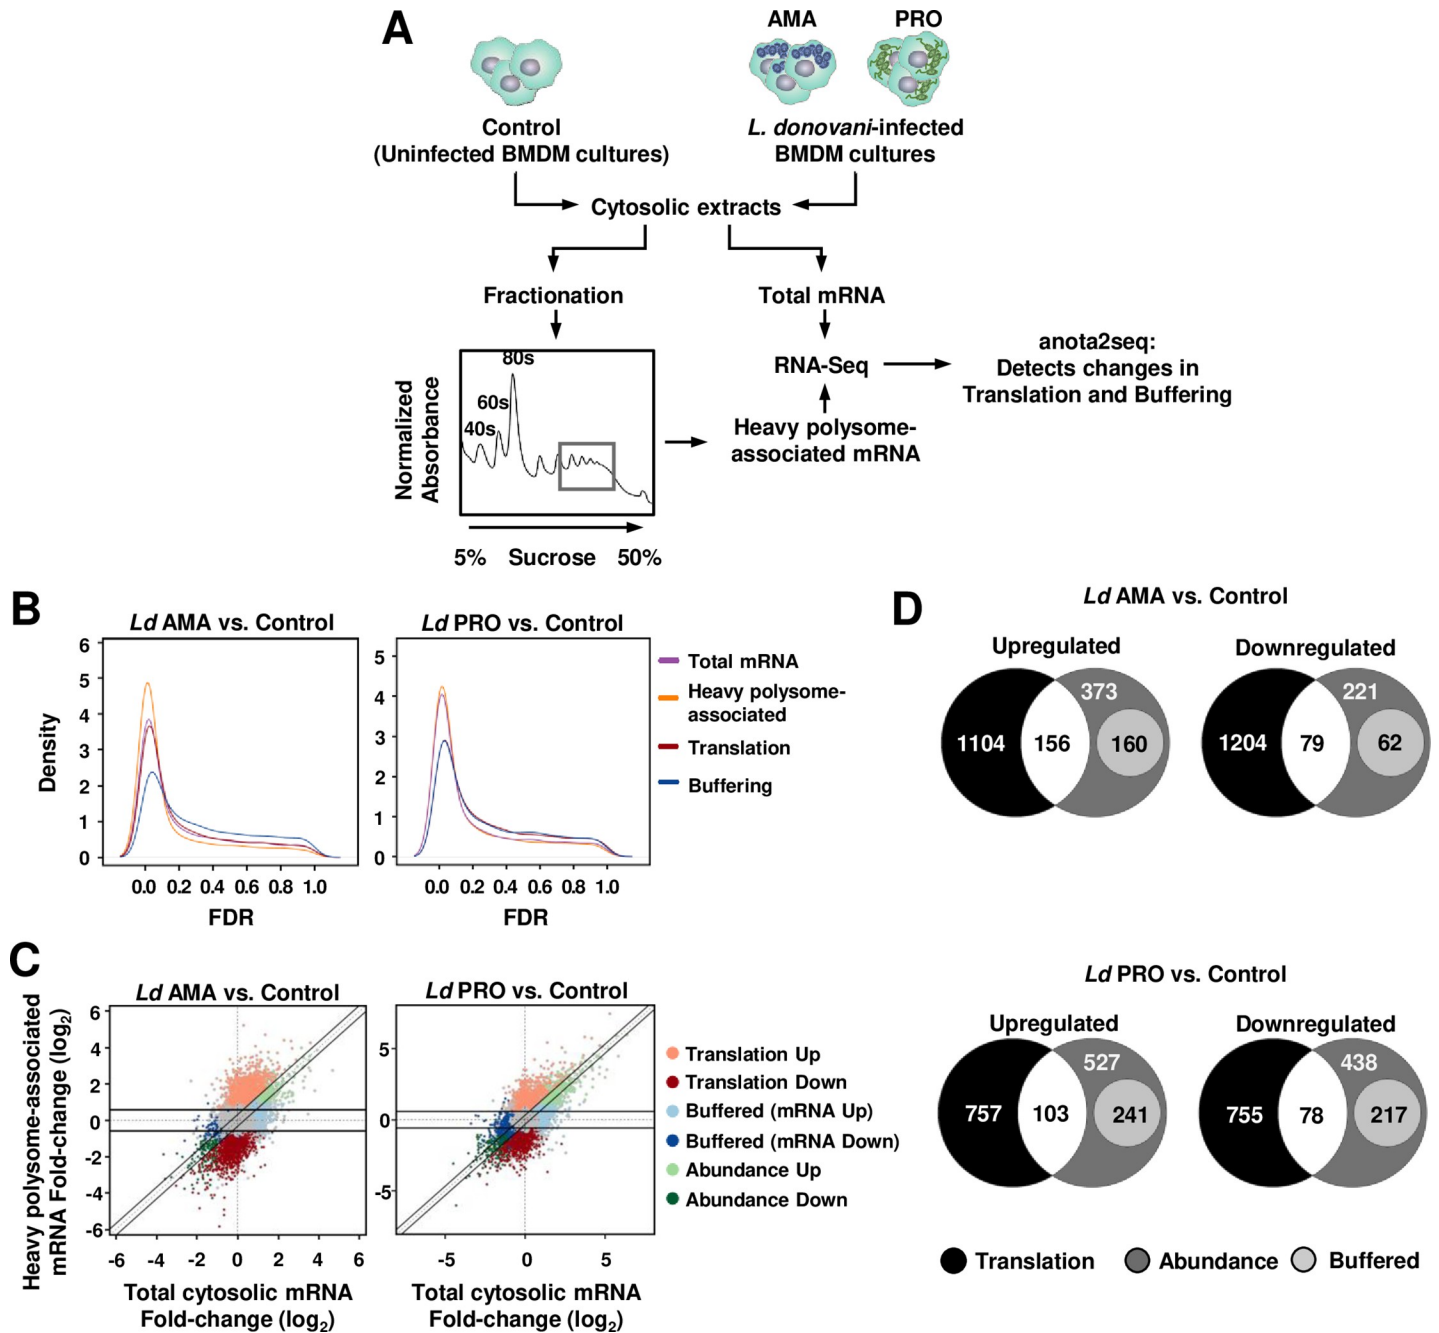 A
AMA
PRO
Control
(Uninfected BMDM cultures)
L. donovani-infected
BMDM cultures
Cytosolic extracts
Fractionation
Total mRNA
80s
60s
40s
Normalized
Absorbance
5% Sucrose 50%
RNA-Seq
Heavy polysome-
associated mRNA
anota2seq:
Detects changes in
Translation and Buffering
B
Ld AMA vs. Control
Ld PRO vs. Control
Density
6
5
4
3
2
1
0
0.0 0.2 0.4 0.6 0.8 1.0
FDR
5
4
3
2
1
0
0.0 0.2 0.4 0.6 0.8 1.0
FDR
Total mRNA
Heavy polysome-
associated
Translation
Buffering
C
Ld AMA vs. Control
Ld PRO vs. Control
Heavy polysome-associated
mRNA Fold-change (log2)
6
4
2
0
-2
-4
-6
-6 -4 -2 0 2 4 6
Total cytosolic mRNA
Fold-change (log2)
5
0
-5
-5 0 5
Total cytosolic mRNA
Fold-change (log2)
Translation Up
Translation Down
Buffered (mRNA Up)
Buffered (mRNA Down)
Abundance Up
Abundance Down
D
Ld AMA vs. Control
Upregulated
Downregulated
1104 156 373 160
1204 79 221 62
Ld PRO vs. Control
Upregulated
Downregulated
757 103 527 241
755 78 438 217
Translation
Abundance
Buffered